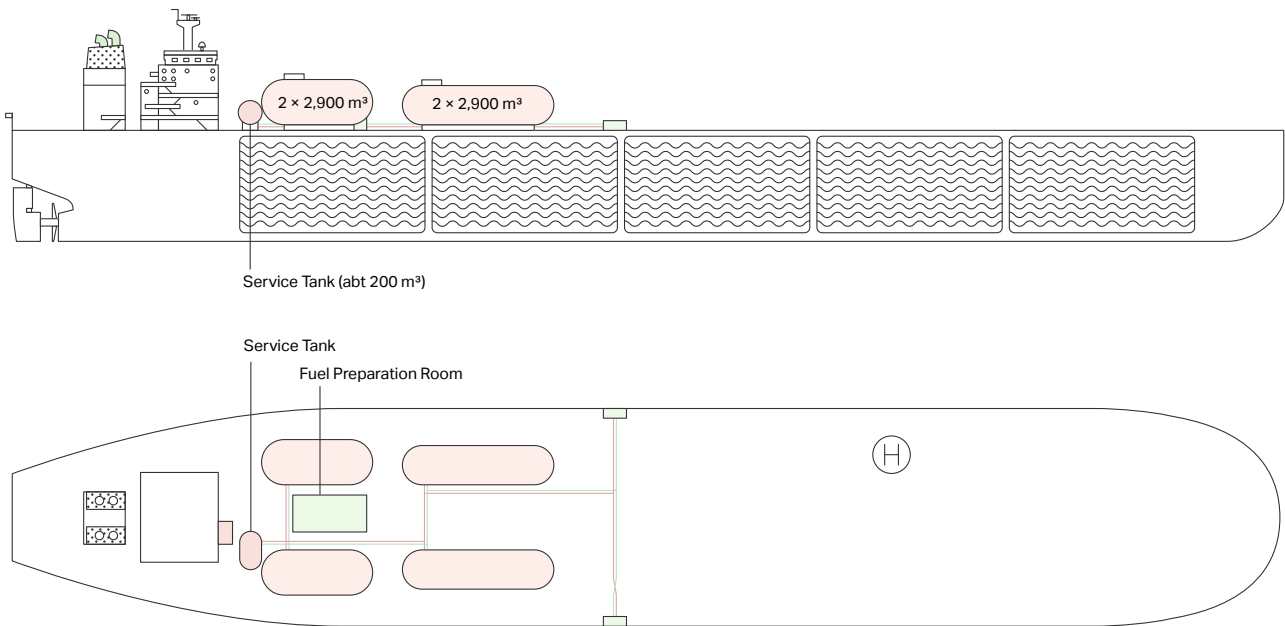 2 × 2,900 m³
2 × 2,900 m³
Service Tank (abt 200 m³)
Service Tank
Fuel Preparation Room
H